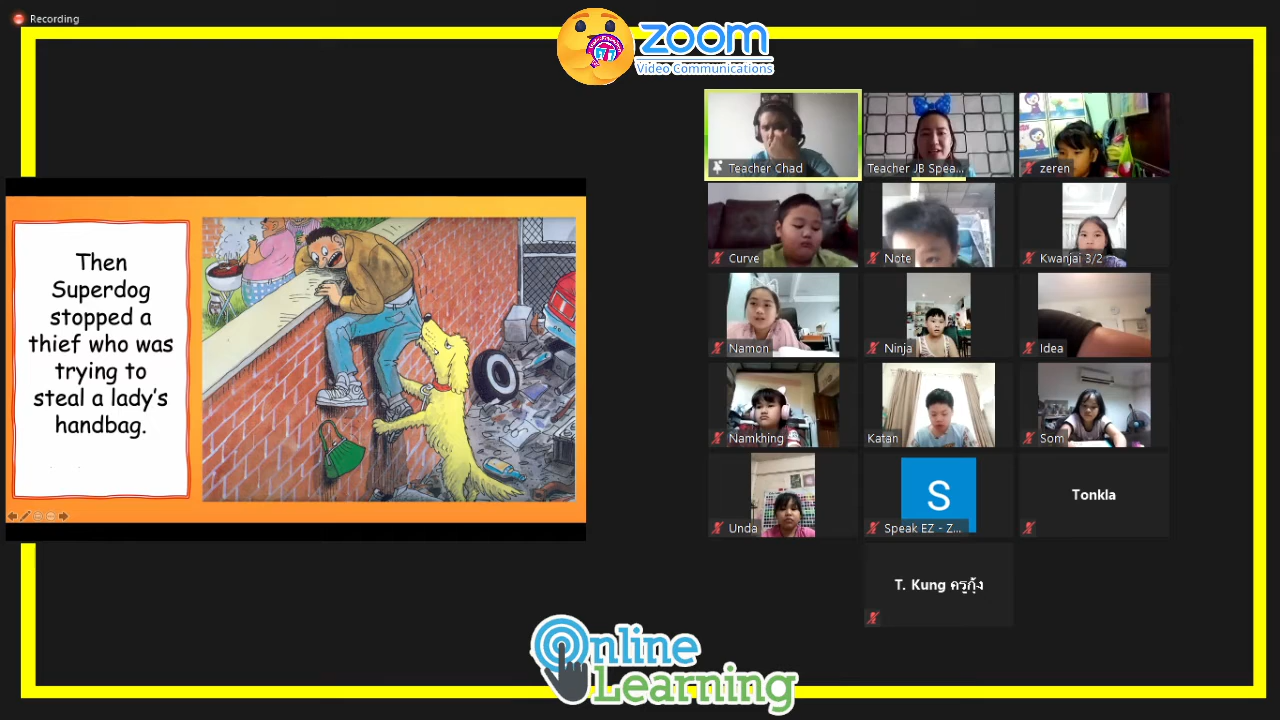 Recording
zoom
Video Communications
Then
Superdog
stopped a
thief who was
trying to
steal a lady's
handbag.
Teacher Chad
Teacher JB Spea...
zeren
Curve
Note
Kwanjai 3/2
Namon
Ninja
Idea
Namkhing
Katan
Som
Unda
S
Speak EZ - Z...
Tonkla
T. Kung ครูกุ้ง
Online
Learning